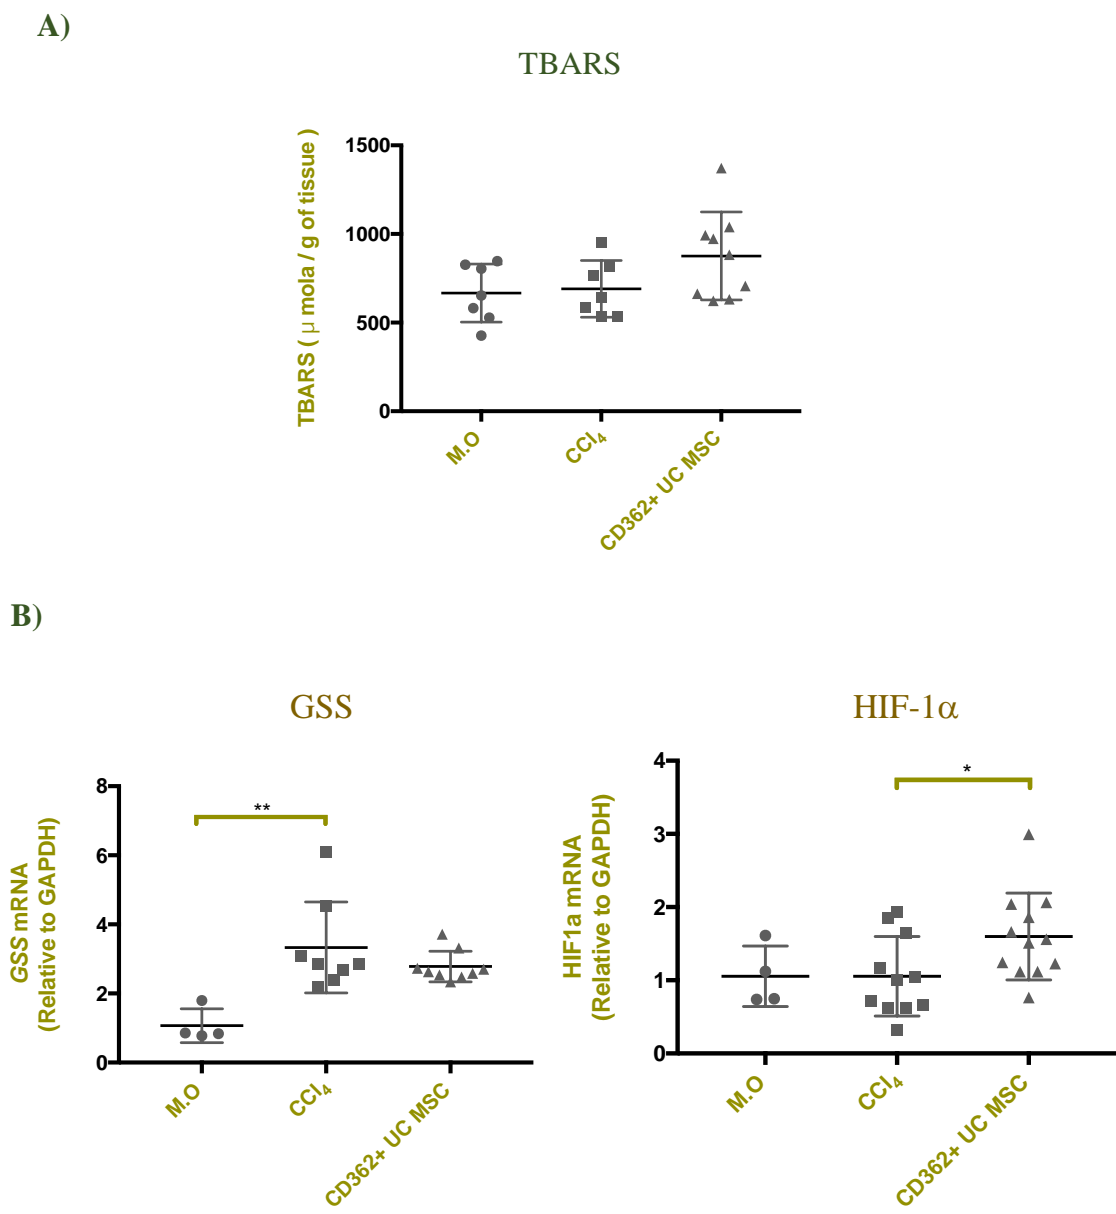 A)
TBARS
TBARS ( µ mola / g of tissue )
1500
1000
500
0
M.O
CCl₄
CD362+ UC MSC
B)
GSS
GSS mRNA
(Relative to GAPDH)
8
6
4
2
0
**
M.O
CCl₄
CD362+ UC MSC
HIF-1α
HIF1a mRNA
(Relative to GAPDH)
4
3
2
1
0
*
M.O
CCl₄
CD362+ UC MSC